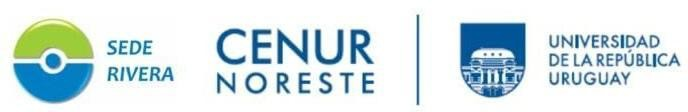 SEDE
RIVERA
CENUR
NORESTE
UNIVERSIDAD
DE LA REPÚBLICA
URUGUAY